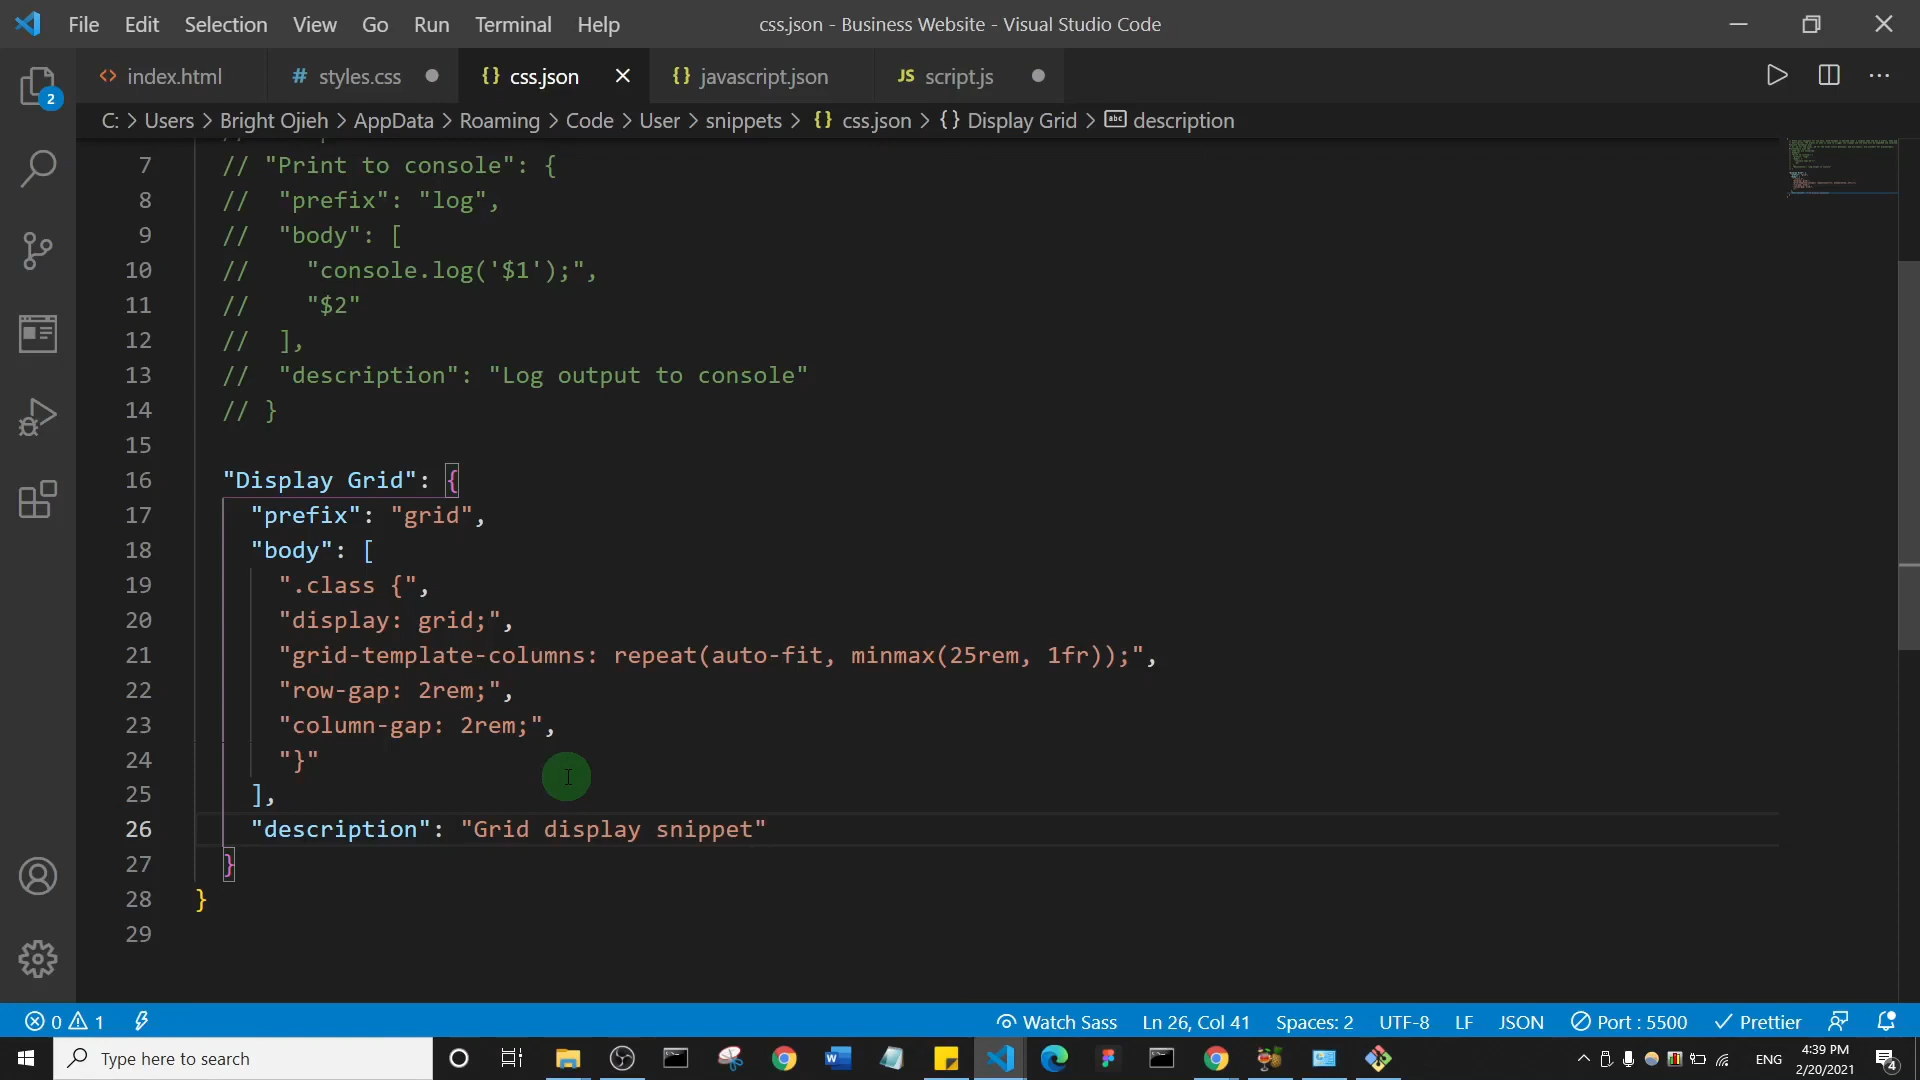 File Edit Selection View Go Run Terminal Help
css.json - Business Website - Visual Studio Code
index.html
# styles.css
{} css.json
{} javascript.json
JS script.js
2
C: > Users > Bright Ojieh > AppData > Roaming > Code > User > snippets > {} css.json > {} Display Grid > abc description
7 // "Print to console": {
8 // "prefix": "log",
9 // "body": [
10 // "console.log('$1');",
11 // "$2"
12 // ],
13 // "description": "Log output to console"
14 // }
15
16 "Display Grid": {
17 "prefix": "grid",
18 "body": [
19 ".class {",
20 "display: grid;",
21 "grid-template-columns: repeat(auto-fit, minmax(25rem, 1fr));",
22 "row-gap: 2rem;",
23 "column-gap: 2rem;",
24 "}"
25 ],
26 "description": "Grid display snippet"
27 }
28 }
29
0 1
Watch Sass
Ln 26, Col 41
Spaces: 2
UTF-8
LF
JSON
Port : 5500
Prettier
Type here to search
ENG
4:39 PM
2/20/2021
4